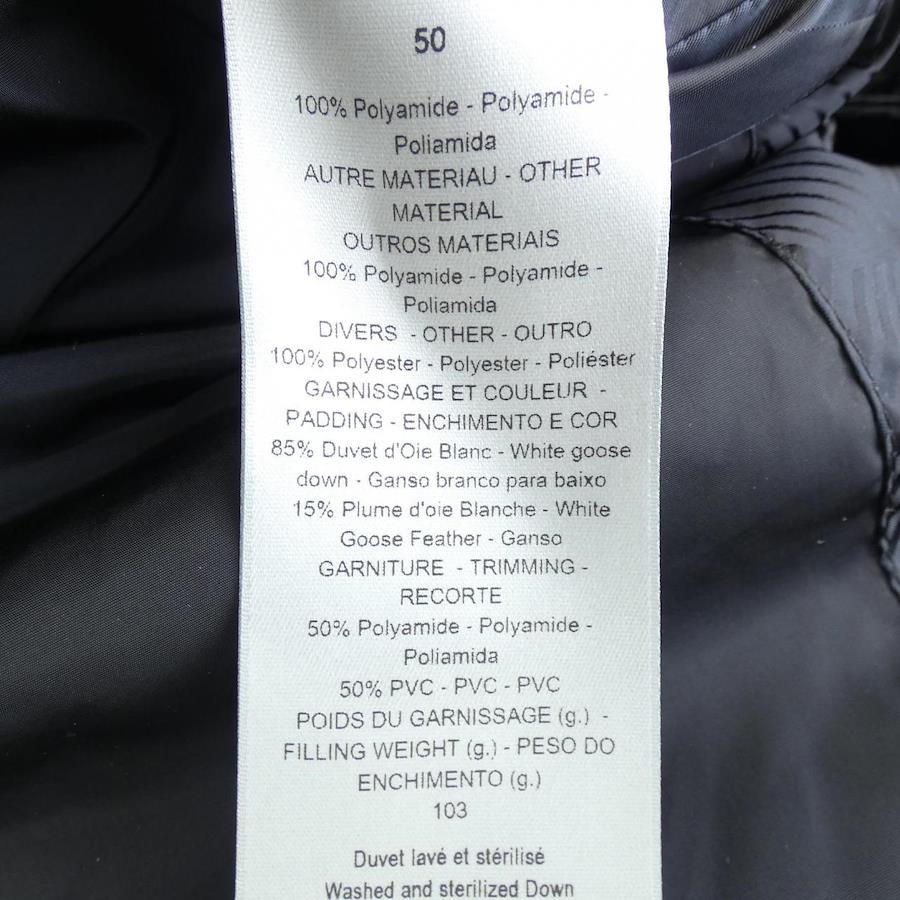 50
100% Polyamide - Polyamide -
Poliamida
AUTRE MATERIAU - OTHER
MATERIAL
OUTROS MATERIAIS
100% Polyamide - Polyamide -
Poliamida
DIVERS - OTHER - OUTRO
100% Polyester - Polyester - Poliéster
GARNISSAGE ET COULEUR -
PADDING - ENCHIMENTO E COR
85% Duvet d'Oie Blanc - White goose
down - Ganso branco para baixo
15% Plume d'oie Blanche - White
Goose Feather - Ganso
GARNITURE - TRIMMING -
RECORTE
50% Polyamide - Polyamide -
Poliamida
50% PVC - PVC - PVC
POIDS DU GARNISSAGE (g.) -
FILLING WEIGHT (g.) - PESO DO
ENCHIMENTO (g.)
103
Duvet lavé et stérilisé
Washed and sterilized Down